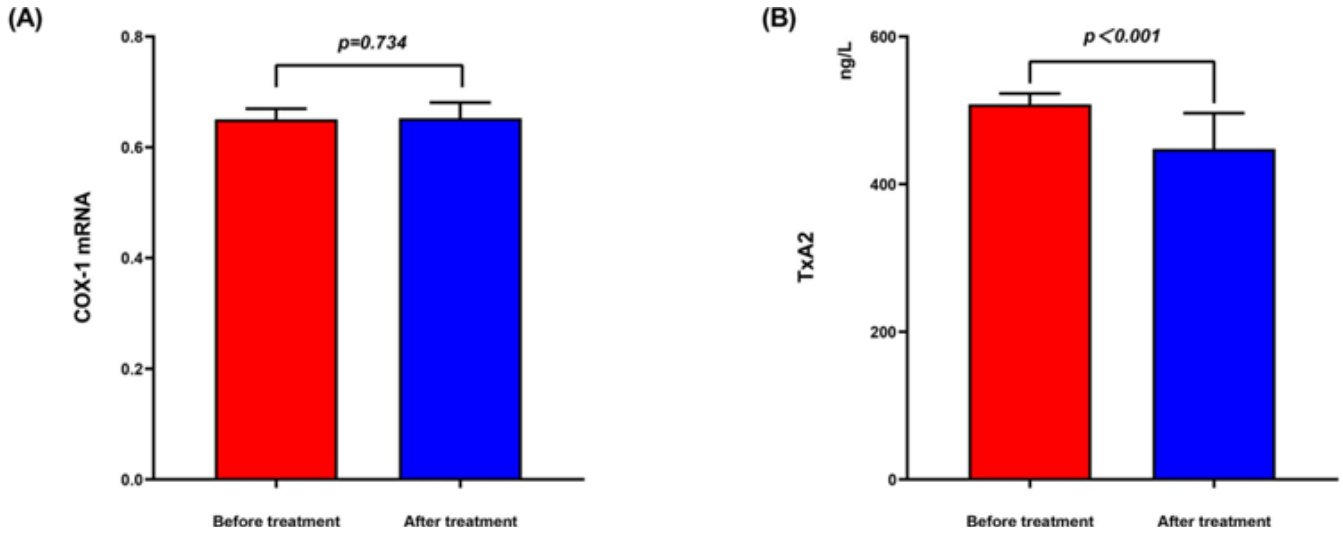 (A)
p=0.734
0.8
0.6
0.4
0.2
0.0
COX-1 mRNA
Before treatment
After treatment
(B)
p<0.001
ng/L
600
400
200
0
TxA2
Before treatment
After treatment